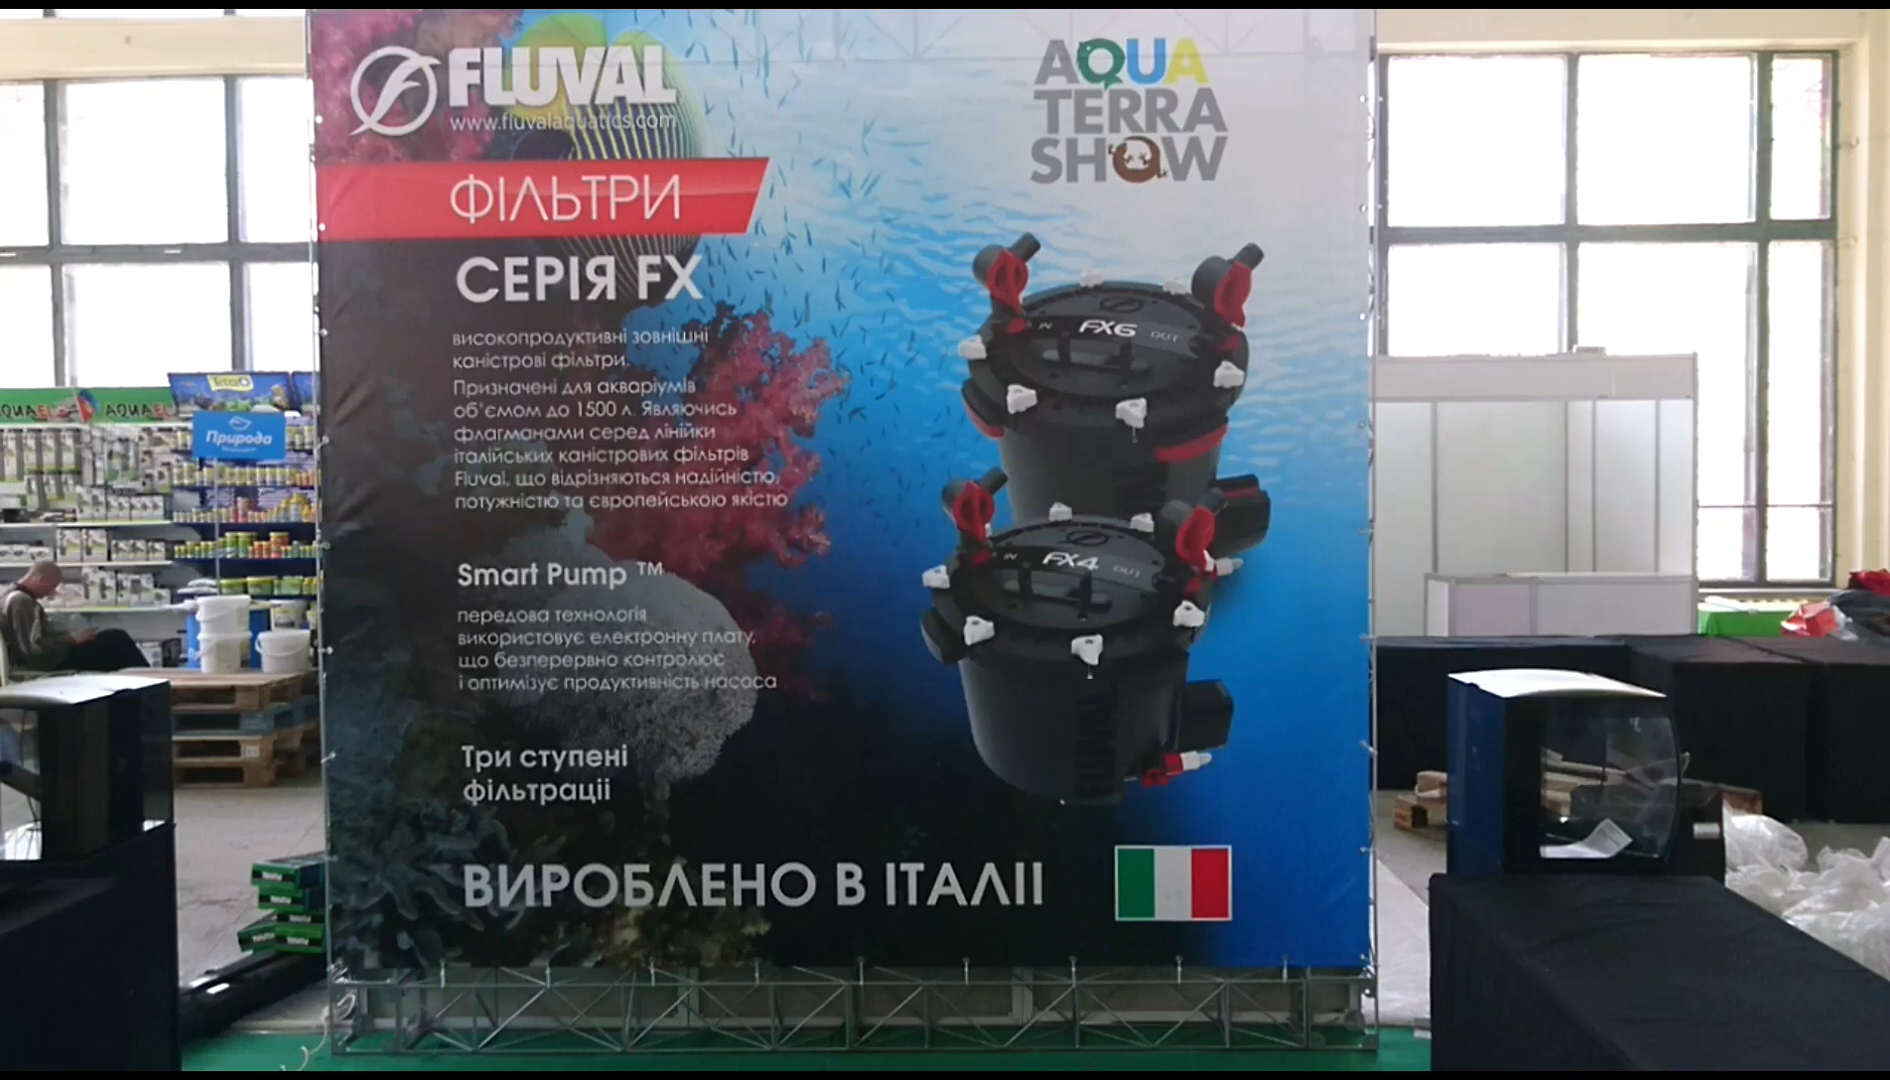 FLUVAL
www.fluvalaquatics.com
AQUA
TERRA
SHOW
ФІЛЬТРИ
СЕРІЯ FX
високопродуктивні зовнішні
каністрові фільтри.
Призначені для акваріумів
об'ємом до 1500 л. Являючись
флагманами серед лінійки
італійських каністрових фільтрів
Fluval, що відрізняються надійністю,
потужністю та європейською якістю
Smart Pump ™
передова технологія
використовує електронну плату,
що безперервно контролює
і оптимізує продуктивність насоса
Три ступені
фільтрації
ВИРОБЛЕНО В ІТАЛІЇ
IN FX6 OUT
IN FX4 OUT
FLUVAL
AQUAEL
AQUAEL
Tetra
Природа